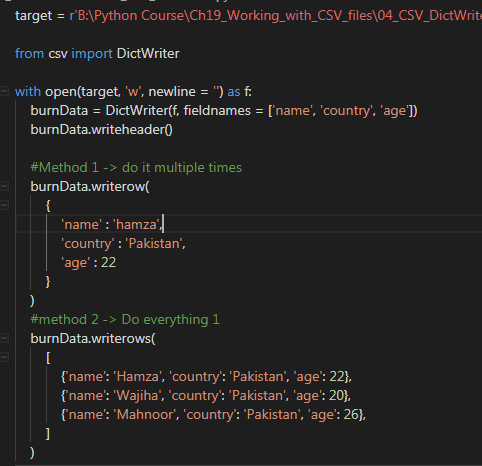 target = r'B:\Python Course\Ch19_Working_with_CSV_files\04_CSV_DictWrite
from csv import DictWriter
with open(target, 'w', newline = '') as f:
burnData = DictWriter(f, fieldnames = ['name', 'country', 'age'])
burnData.writeheader()
#Method 1 -> do it multiple times
burnData.writerow(
{
'name' : 'hamza',
'country' : 'Pakistan',
'age' : 22
}
)
#method 2 -> Do everything 1
burnData.writerows(
[
{'name': 'Hamza', 'country': 'Pakistan', 'age': 22},
{'name': 'Wajiha', 'country': 'Pakistan', 'age': 20},
{'name': 'Mahnoor', 'country': 'Pakistan', 'age': 26},
]
)